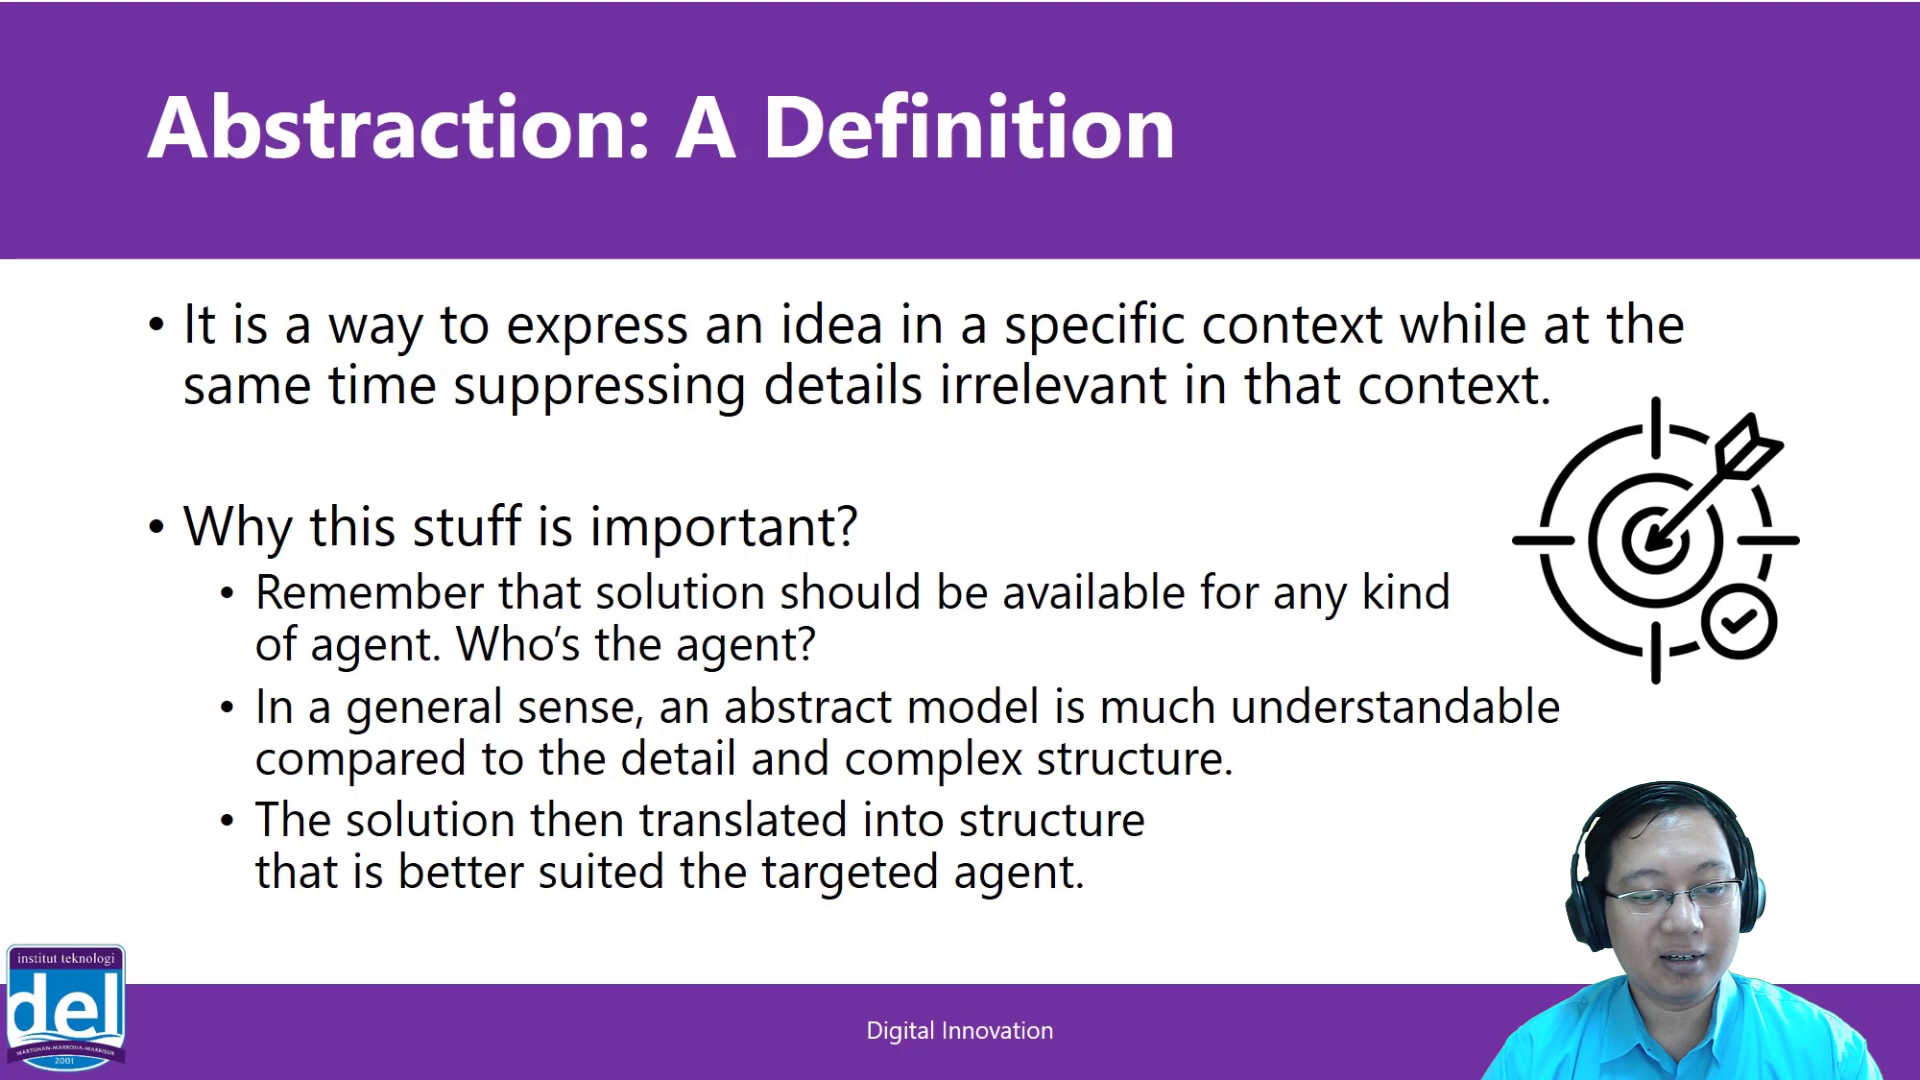 Abstraction: A Definition
• It is a way to express an idea in a specific context while at the
same time suppressing details irrelevant in that context.
• Why this stuff is important?
• Remember that solution should be available for any kind
of agent. Who’s the agent?
• In a general sense, an abstract model is much understandable
compared to the detail and complex structure.
• The solution then translated into structure
that is better suited the targeted agent.
institut teknologi
del
MARTUHAN-MARROHA-MARBISUK
2001
Digital Innovation